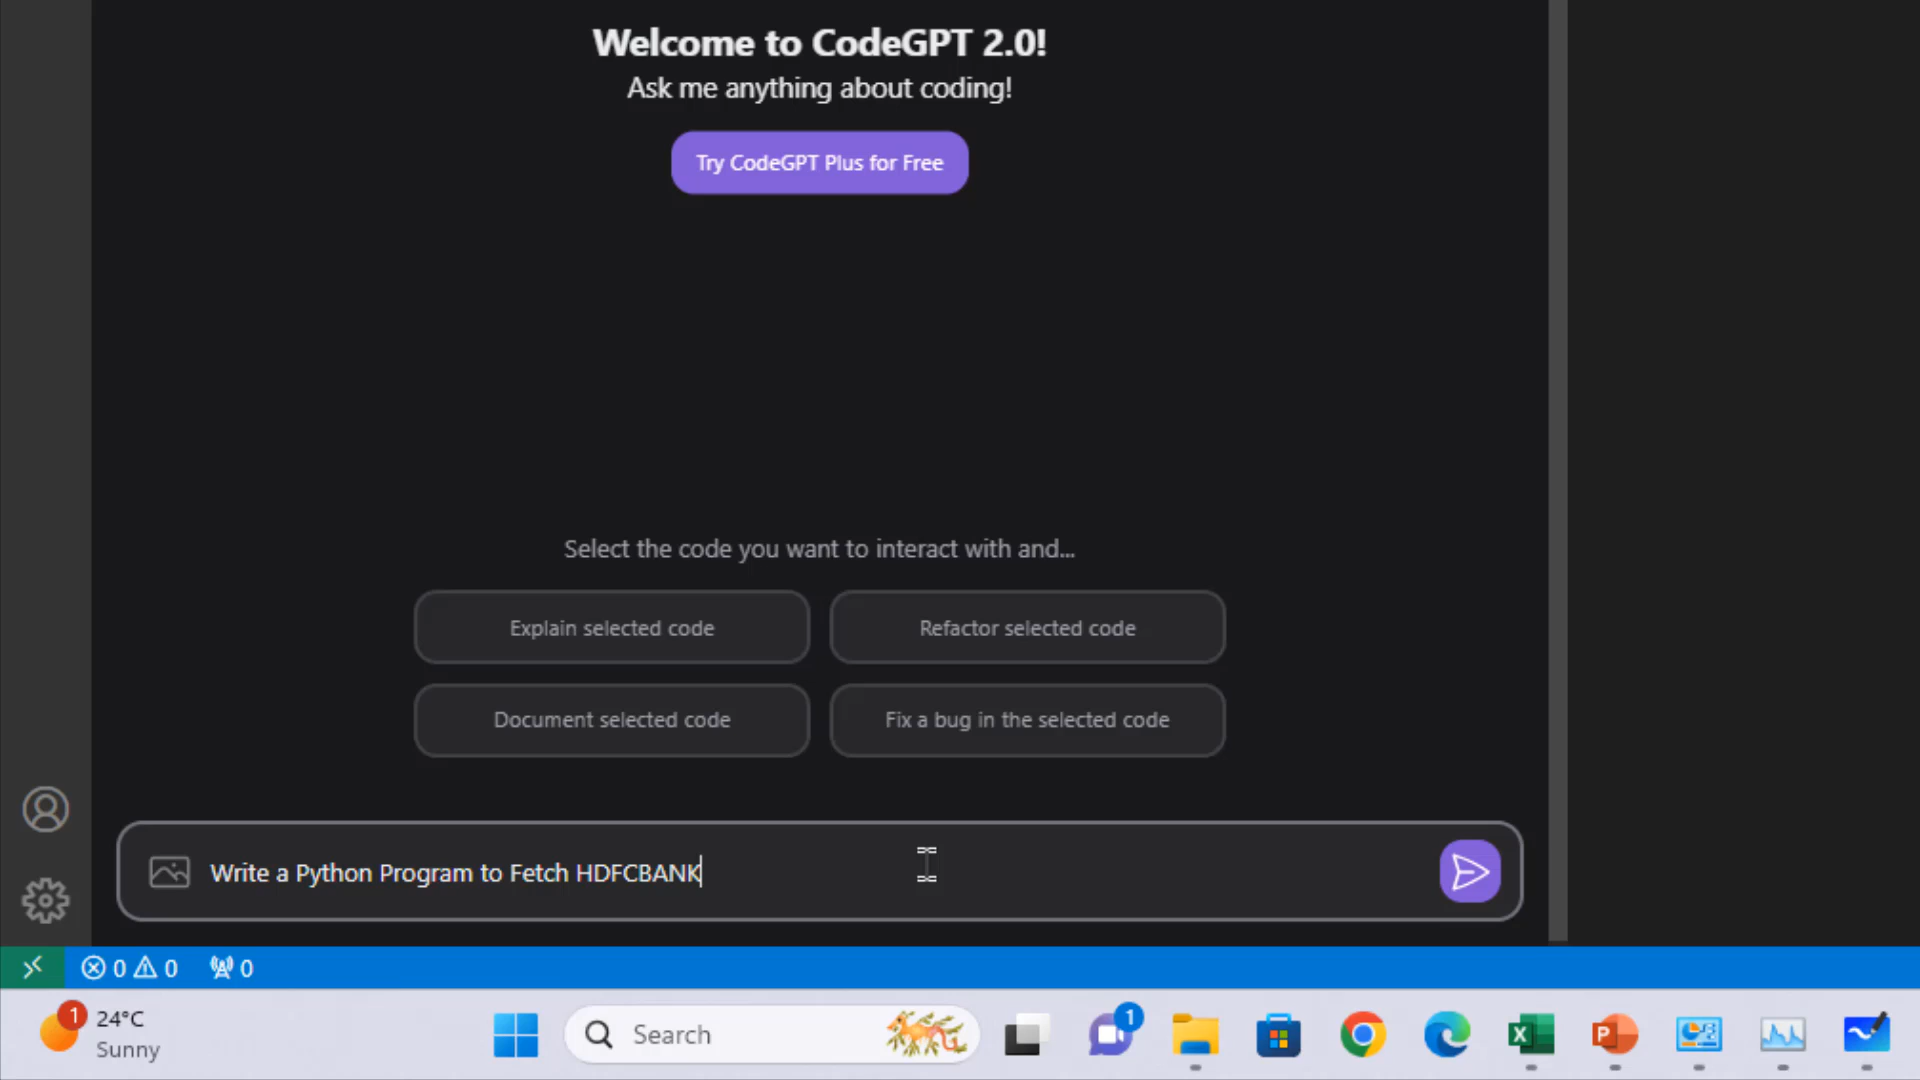 Welcome to CodeGPT 2.0!
Ask me anything about coding!
Try CodeGPT Plus for Free
Select the code you want to interact with and...
Explain selected code
Refactor selected code
Document selected code
Fix a bug in the selected code
Write a Python Program to Fetch HDFCBANK
0 0 0
1
24°C
Sunny
Search
1
X
P